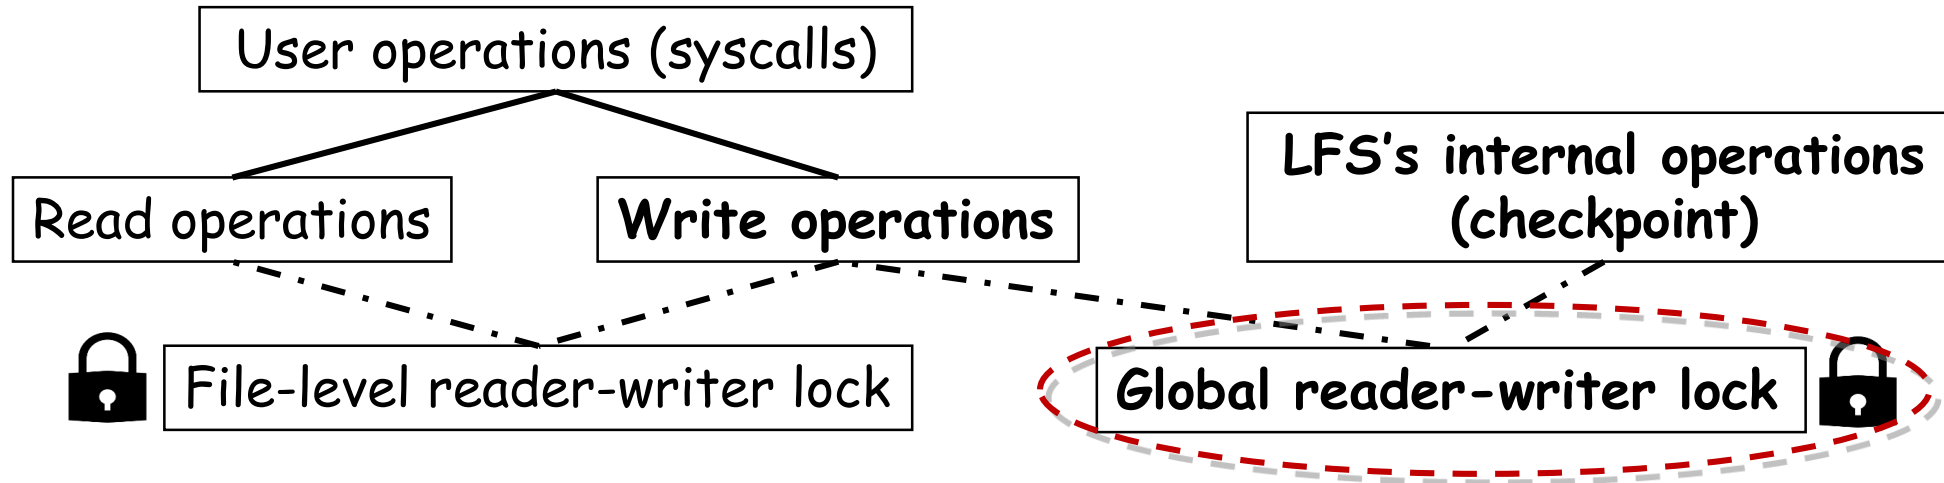 User operations (syscalls)
LFS's internal operations
(checkpoint)
Read operations
Write operations
File-level reader-writer lock
Global reader-writer lock